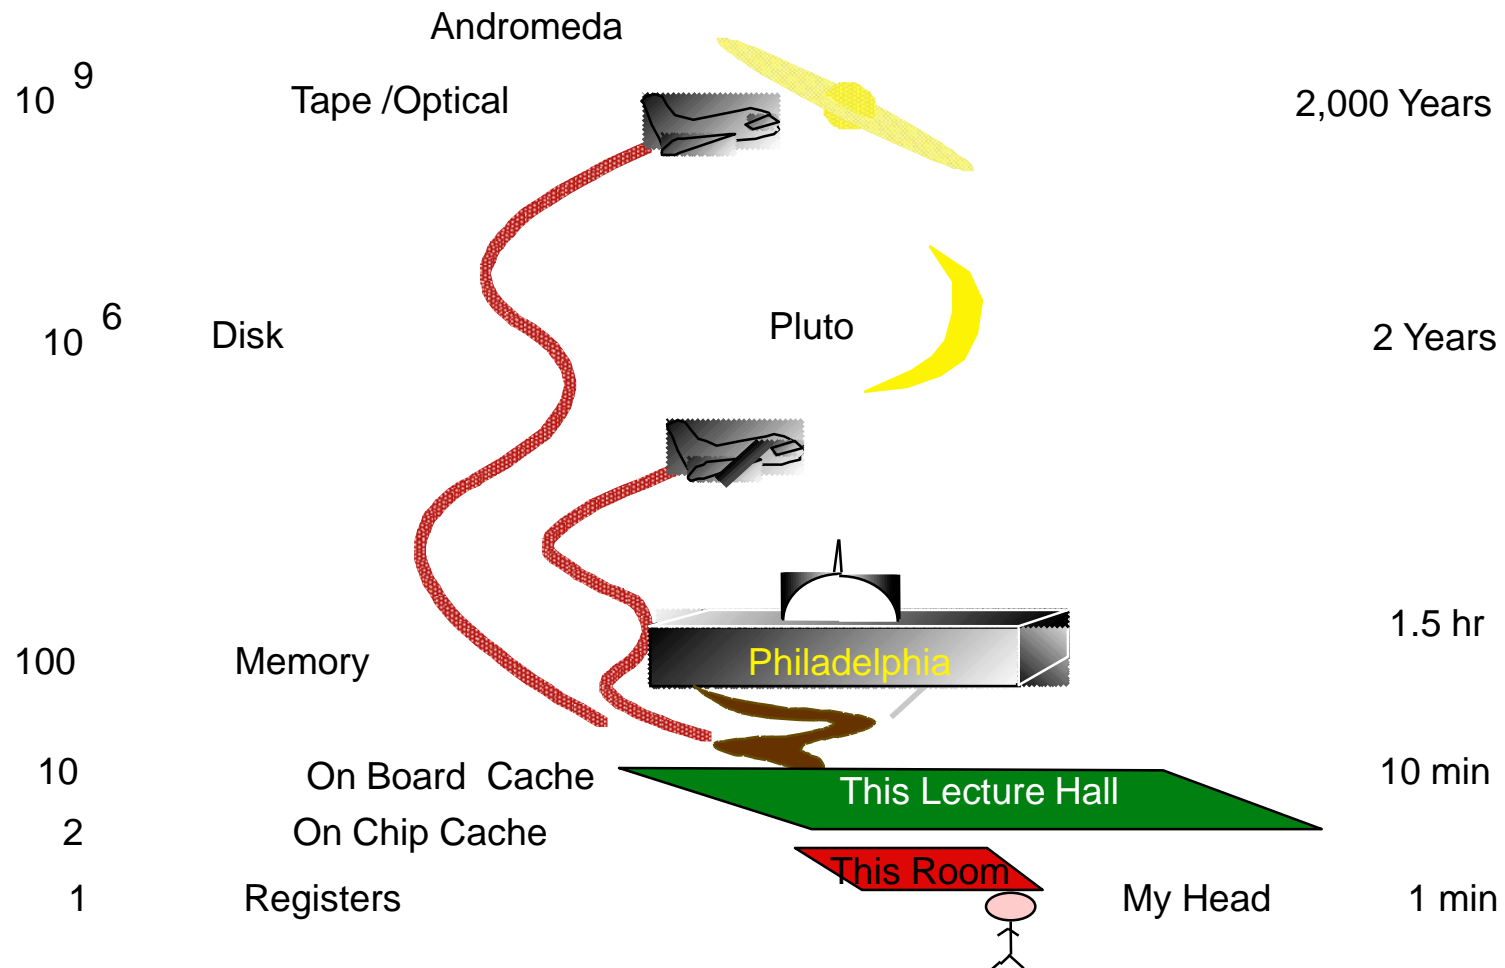 Andromeda
10 9 Tape /Optical 2,000 Years
10 6 Disk Pluto 2 Years
1.5 hr
100 Memory Philadelphia
10 On Board Cache This Lecture Hall 10 min
2 On Chip Cache
This Room
1 Registers My Head 1 min